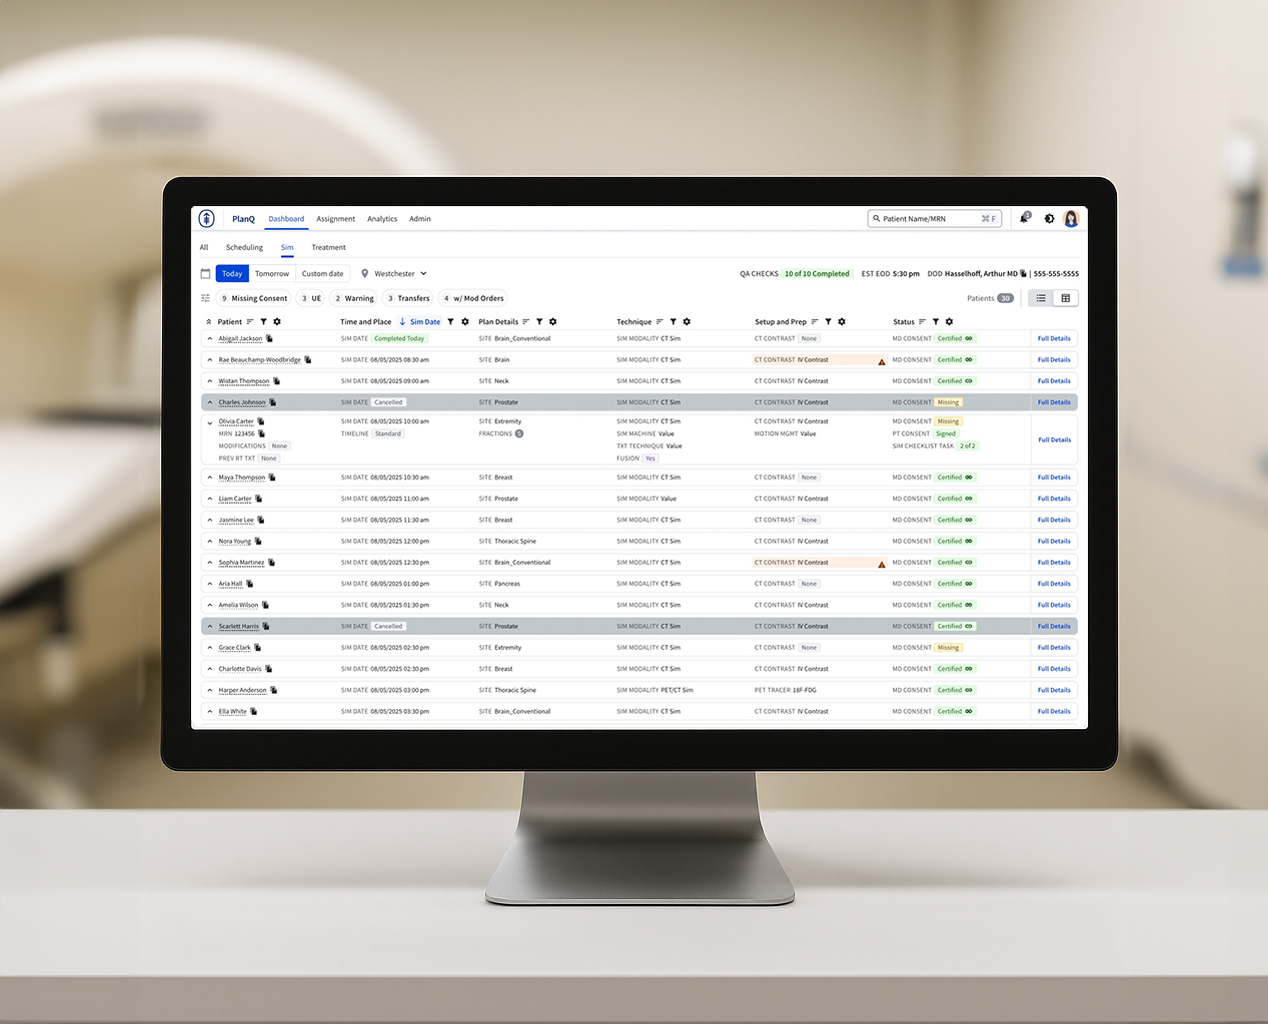 PlanQ Dashboard Assignment Analytics Admin Patient Name/MRN ⌘ F 1
All Scheduling Sim Treatment
Today Tomorrow Custom date Westchester QA CHECKS 10 of 10 Completed EST EOD 5:30 pm DOD Hasselhoff, Arthur MD | 555-555-5555
9 Missing Consent 3 UE 2 Warning 3 Transfers 4 w/ Mod Orders Patients 30
Patient Time and Place ↓ Sim Date Plan Details Technique Setup and Prep Status
Abigail Jackson SIM DATE Completed Today SITE Brain_Conventional SIM MODALITY CT Sim CT CONTRAST None MD CONSENT Certified Full Details
Rae Beauchamp-Woodbridge SIM DATE 08/05/2025 08:30 am SITE Brain SIM MODALITY CT Sim CT CONTRAST IV Contrast MD CONSENT Certified Full Details
Wistan Thompson SIM DATE 08/05/2025 09:00 am SITE Neck SIM MODALITY CT Sim CT CONTRAST IV Contrast MD CONSENT Certified Full Details
Charles Johnson SIM DATE Cancelled SITE Prostate SIM MODALITY CT Sim CT CONTRAST IV Contrast MD CONSENT Missing Full Details
Olivia Carter SIM DATE 08/05/2025 10:00 am SITE Extremity SIM MODALITY CT Sim CT CONTRAST IV Contrast MD CONSENT Missing
MRN 123456 TIMELINE Standard FRACTIONS 5 SIM MACHINE Value MOTION MGMT Value PT CONSENT Signed Full Details
MODIFICATIONS None TXT TECHNIQUE Value SIM CHECKLIST TASK 2 of 2
PREV RT TXT None FUSION Yes
Maya Thompson SIM DATE 08/05/2025 10:30 am SITE Breast SIM MODALITY CT Sim CT CONTRAST None MD CONSENT Certified Full Details
Liam Carter SIM DATE 08/05/2025 11:00 am SITE Prostate SIM MODALITY Value CT CONTRAST IV Contrast MD CONSENT Certified Full Details
Jasmine Lee SIM DATE 08/05/2025 11:30 am SITE Breast SIM MODALITY CT Sim CT CONTRAST None MD CONSENT Certified Full Details
Nora Young SIM DATE 08/05/2025 12:00 pm SITE Thoracic Spine SIM MODALITY CT Sim CT CONTRAST IV Contrast MD CONSENT Certified Full Details
Sophia Martinez SIM DATE 08/05/2025 12:30 pm SITE Brain_Conventional SIM MODALITY CT Sim CT CONTRAST IV Contrast MD CONSENT Certified Full Details
Aria Hall SIM DATE 08/05/2025 01:00 pm SITE Pancreas SIM MODALITY CT Sim CT CONTRAST None MD CONSENT Certified Full Details
Amelia Wilson SIM DATE 08/05/2025 01:30 pm SITE Neck SIM MODALITY CT Sim CT CONTRAST IV Contrast MD CONSENT Certified Full Details
Scarlett Harris SIM DATE Cancelled SITE Prostate SIM MODALITY CT Sim CT CONTRAST IV Contrast MD CONSENT Certified Full Details
Grace Clark SIM DATE 08/05/2025 02:30 pm SITE Extremity SIM MODALITY CT Sim CT CONTRAST None MD CONSENT Missing Full Details
Charlotte Davis SIM DATE 08/05/2025 02:30 pm SITE Breast SIM MODALITY CT Sim CT CONTRAST IV Contrast MD CONSENT Certified Full Details
Harper Anderson SIM DATE 08/05/2025 03:00 pm SITE Thoracic Spine SIM MODALITY PET/CT Sim PET TRACER 18F-FDG MD CONSENT Certified Full Details
Ella White SIM DATE 08/05/2025 03:30 pm SITE Brain_Conventional SIM MODALITY CT Sim CT CONTRAST IV Contrast MD CONSENT Certified Full Details